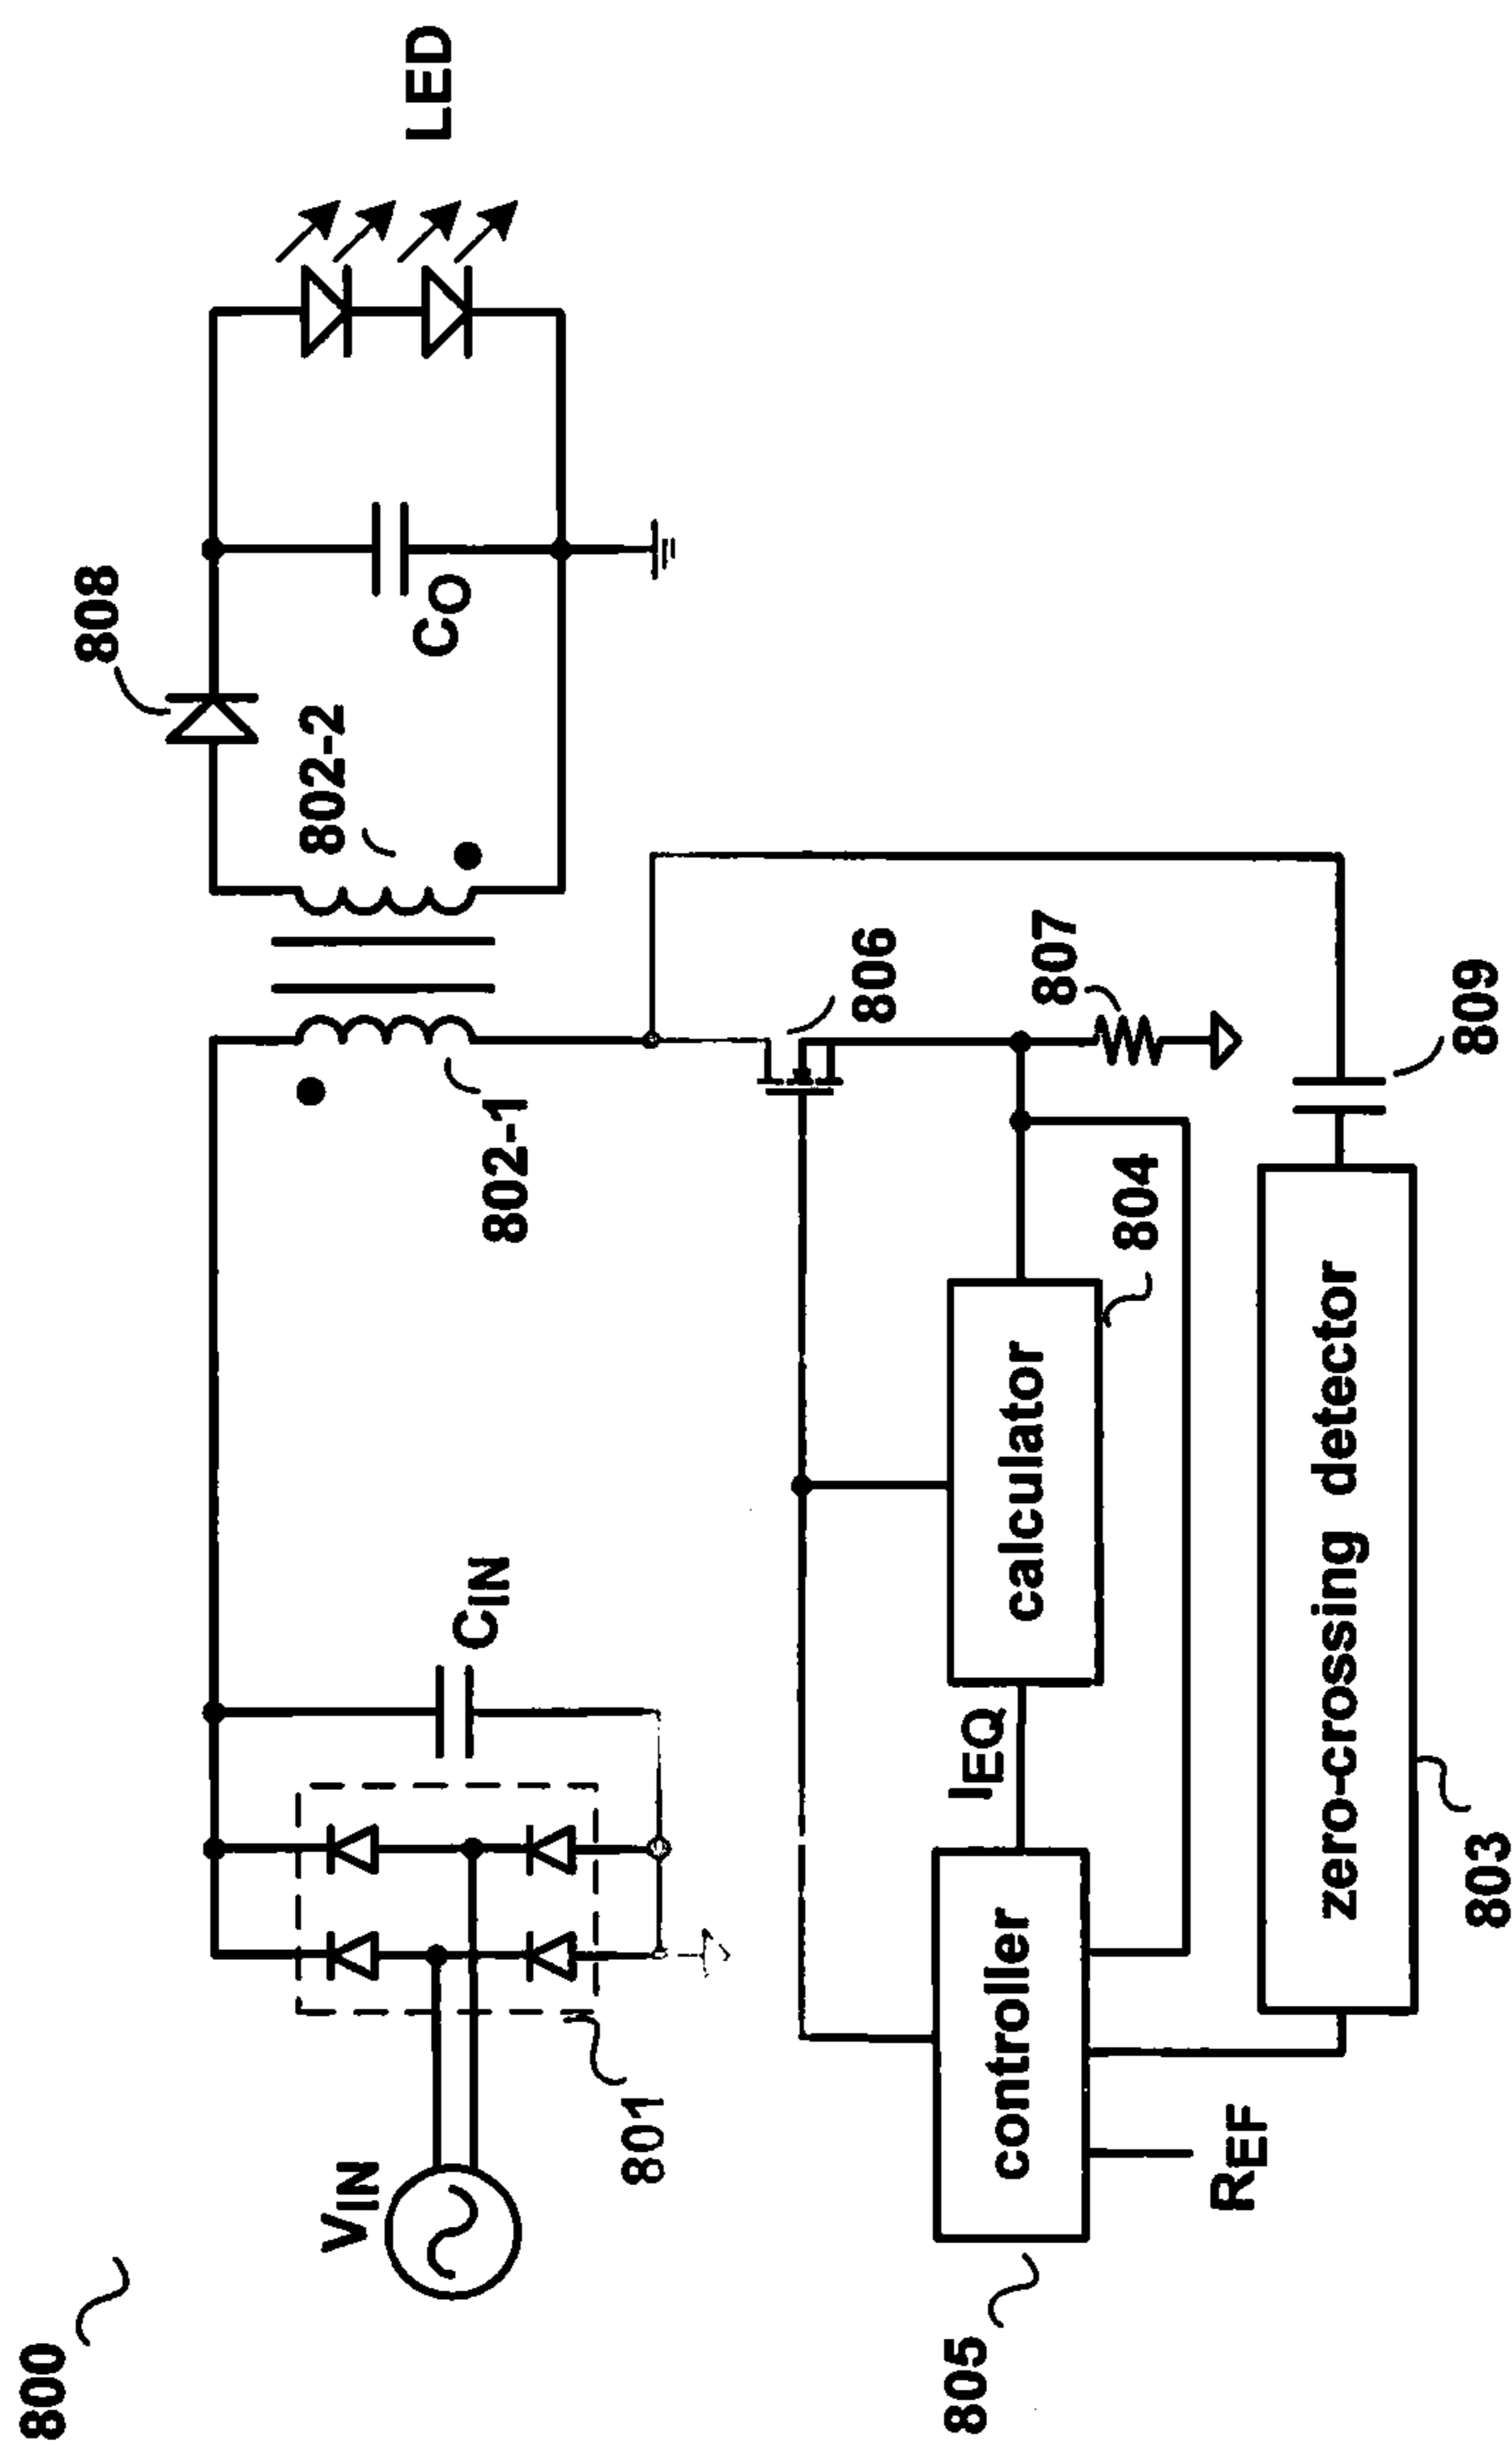 800
808
LED
802-2
CO
VIN
CIN
802-1
801
806
807
IEQ
calculator
804
controller
805
REF
zero-crossing detector
803
809